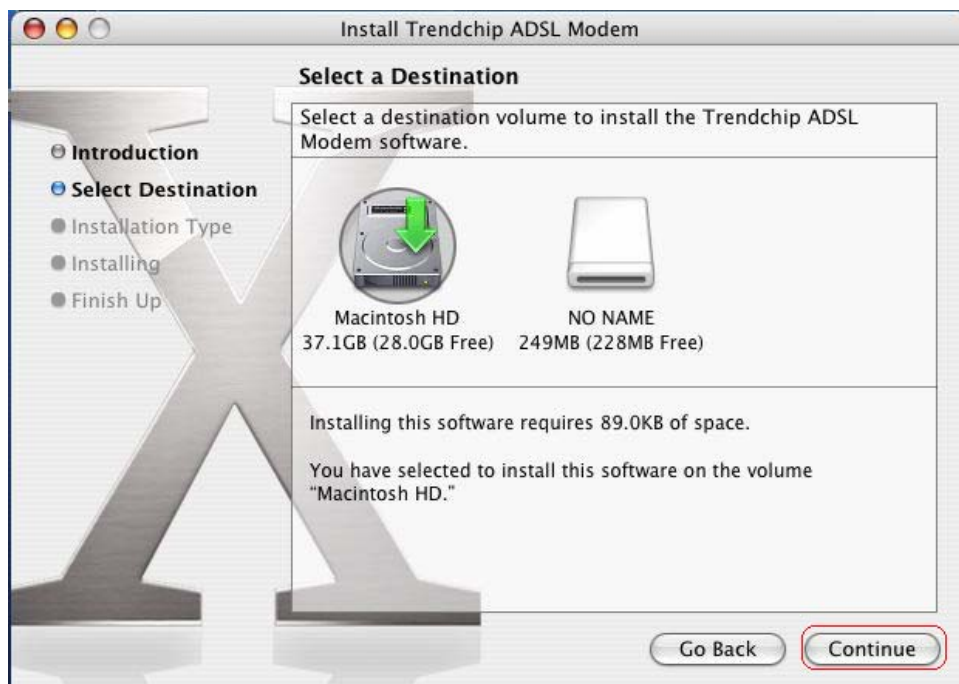 Install Trendchip ADSL Modem
Select a Destination
Select a destination volume to install the Trendchip ADSL
Modem software.
Introduction
Select Destination
Installation Type
Installing
Finish Up
Macintosh HD
37.1GB (28.0GB Free)
NO NAME
249MB (228MB Free)
Installing this software requires 89.0KB of space.
You have selected to install this software on the volume
“Macintosh HD.”
Go Back
Continue